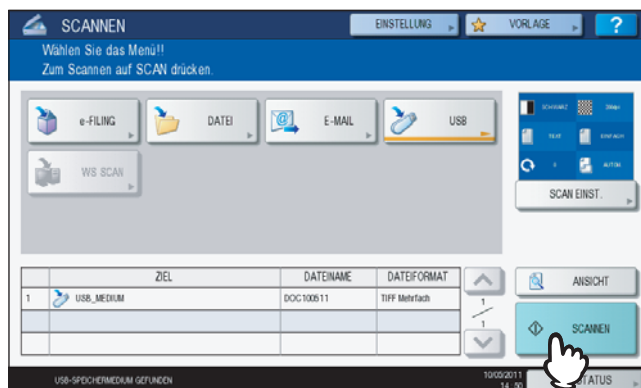 SCANNEN
EINSTELLUNG
VORLAGE
?
Wählen Sie das Menü!!
Zum Scannen auf SCAN drücken.
e-FILING
DATEI
E-MAIL
USB
SCHWARZ
TEXT
EINFACH
AUTOM
WS SCAN
SCAN EINST.
ZIEL DATEINAME DATEIFORMAT
1 USB_MEDIUM DOC100511 TIFF Mehrfach
1
1
ANSICHT
SCANNEN
USB-SPEICHERMEDIUM GEFUNDEN
10/05/2011
14:50